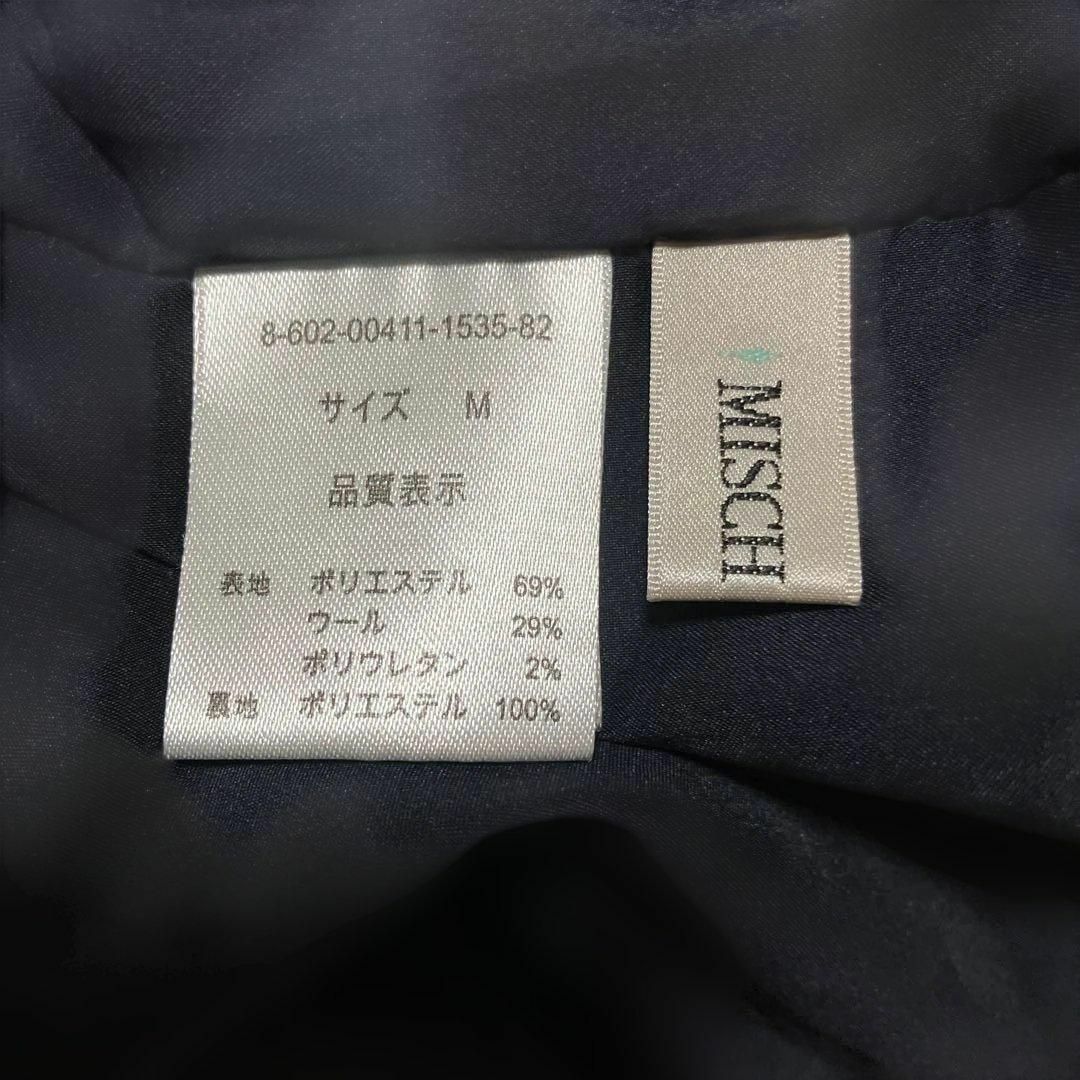 8-602-00411-1535-82
サイズ M
品質表示
表地 ポリエステル 69%
ウール 29%
ポリウレタン 2%
裏地 ポリエステル 100%
MISCH